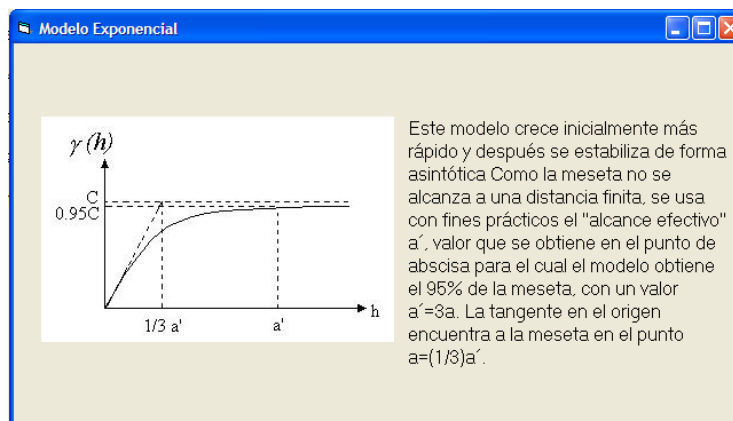 Modelo Exponencial
γ (h)
C
0.95C
1/3 a'
a'
h
Este modelo crece inicialmente más
rápido y después se estabiliza de forma
asintótica Como la meseta no se
alcanza a una distancia finita, se usa
con fines prácticos el "alcance efectivo"
a´, valor que se obtiene en el punto de
abscisa para el cual el modelo obtiene
el 95% de la meseta, con un valor
a´=3a. La tangente en el origen
encuentra a la meseta en el punto
a=(1/3)a´.